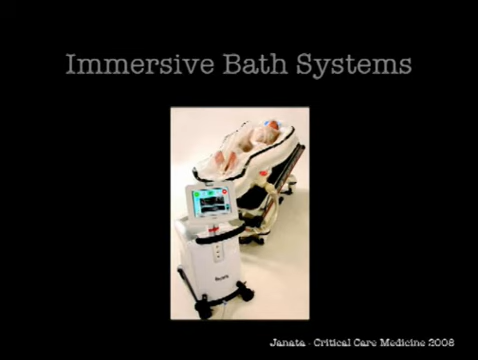 Immersive Bath Systems
Janata - Critical Care Medicine 2008